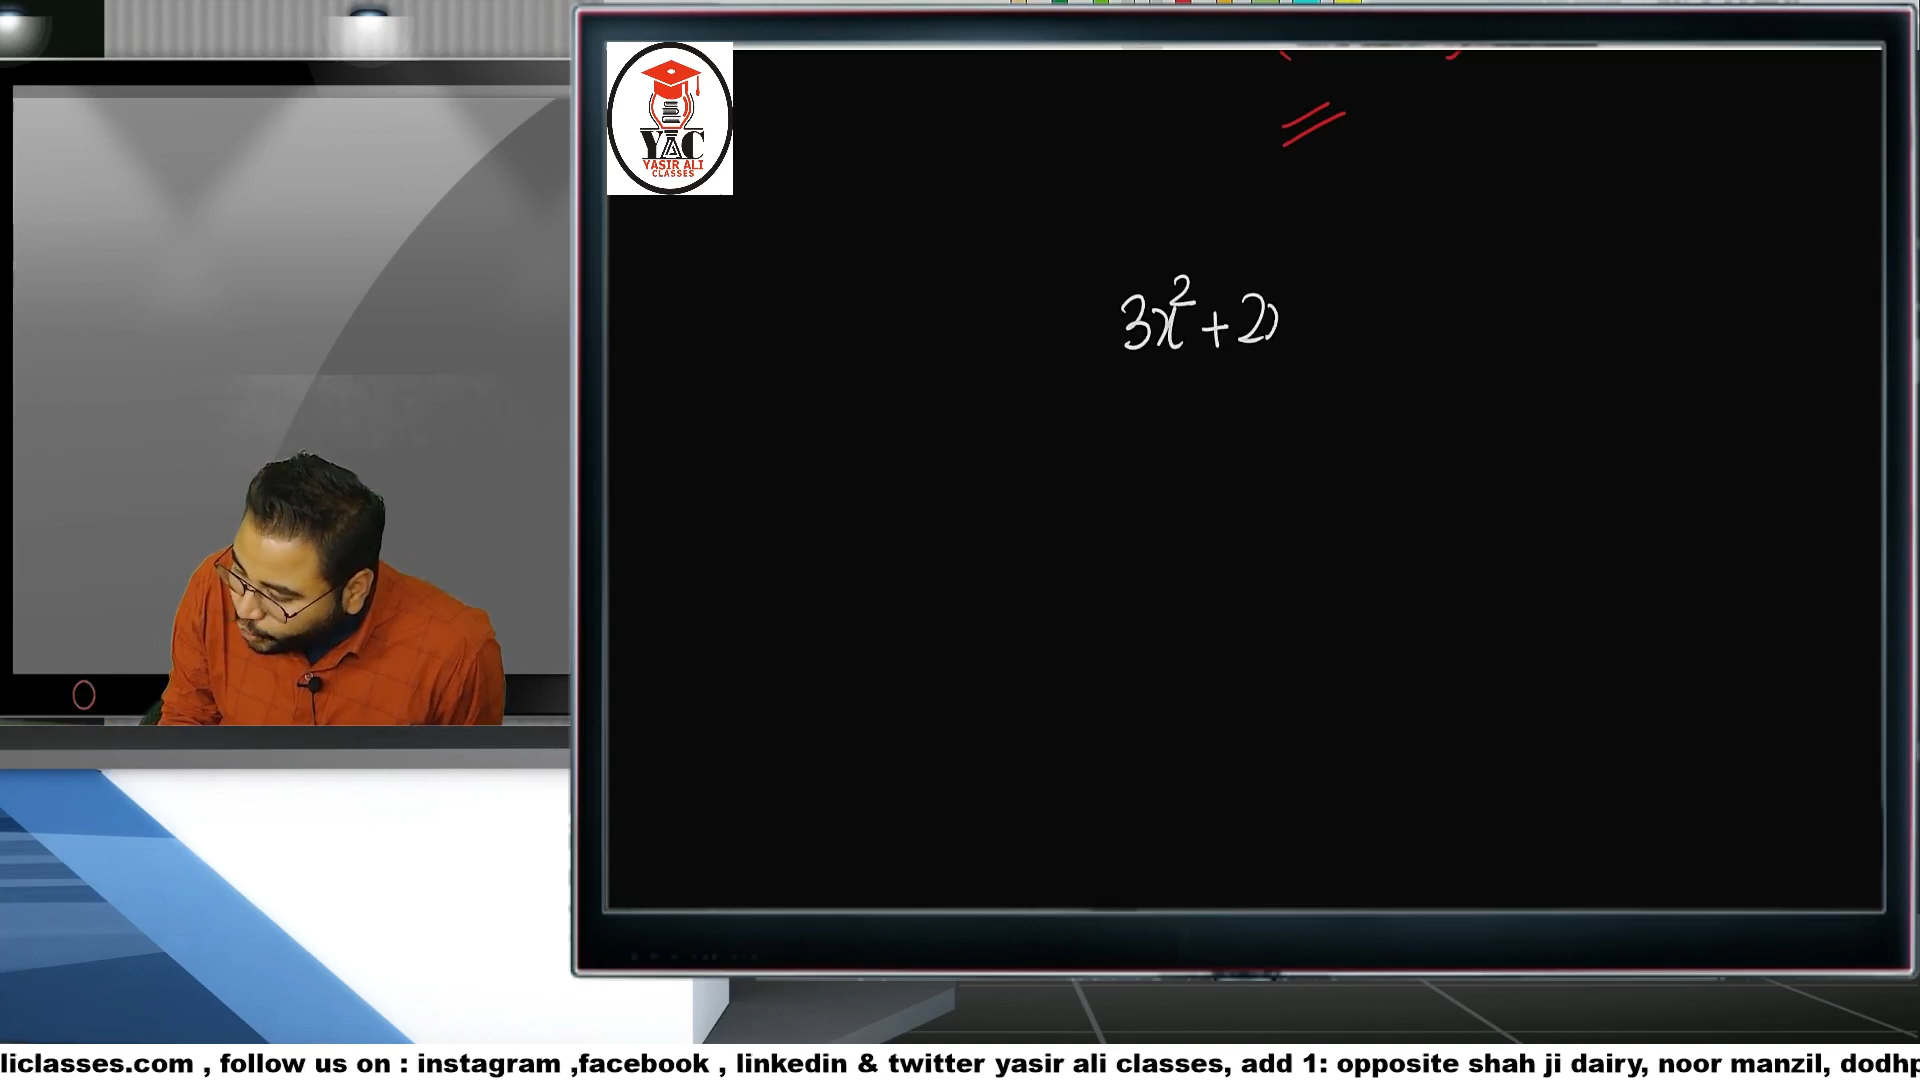 YAC
YASIR ALI
CLASSES
3x²+2
liclasses.com , follow us on : instagram ,facebook , linkedin & twitter yasir ali classes, add 1: opposite shah ji dairy, noor manzil, dodhp